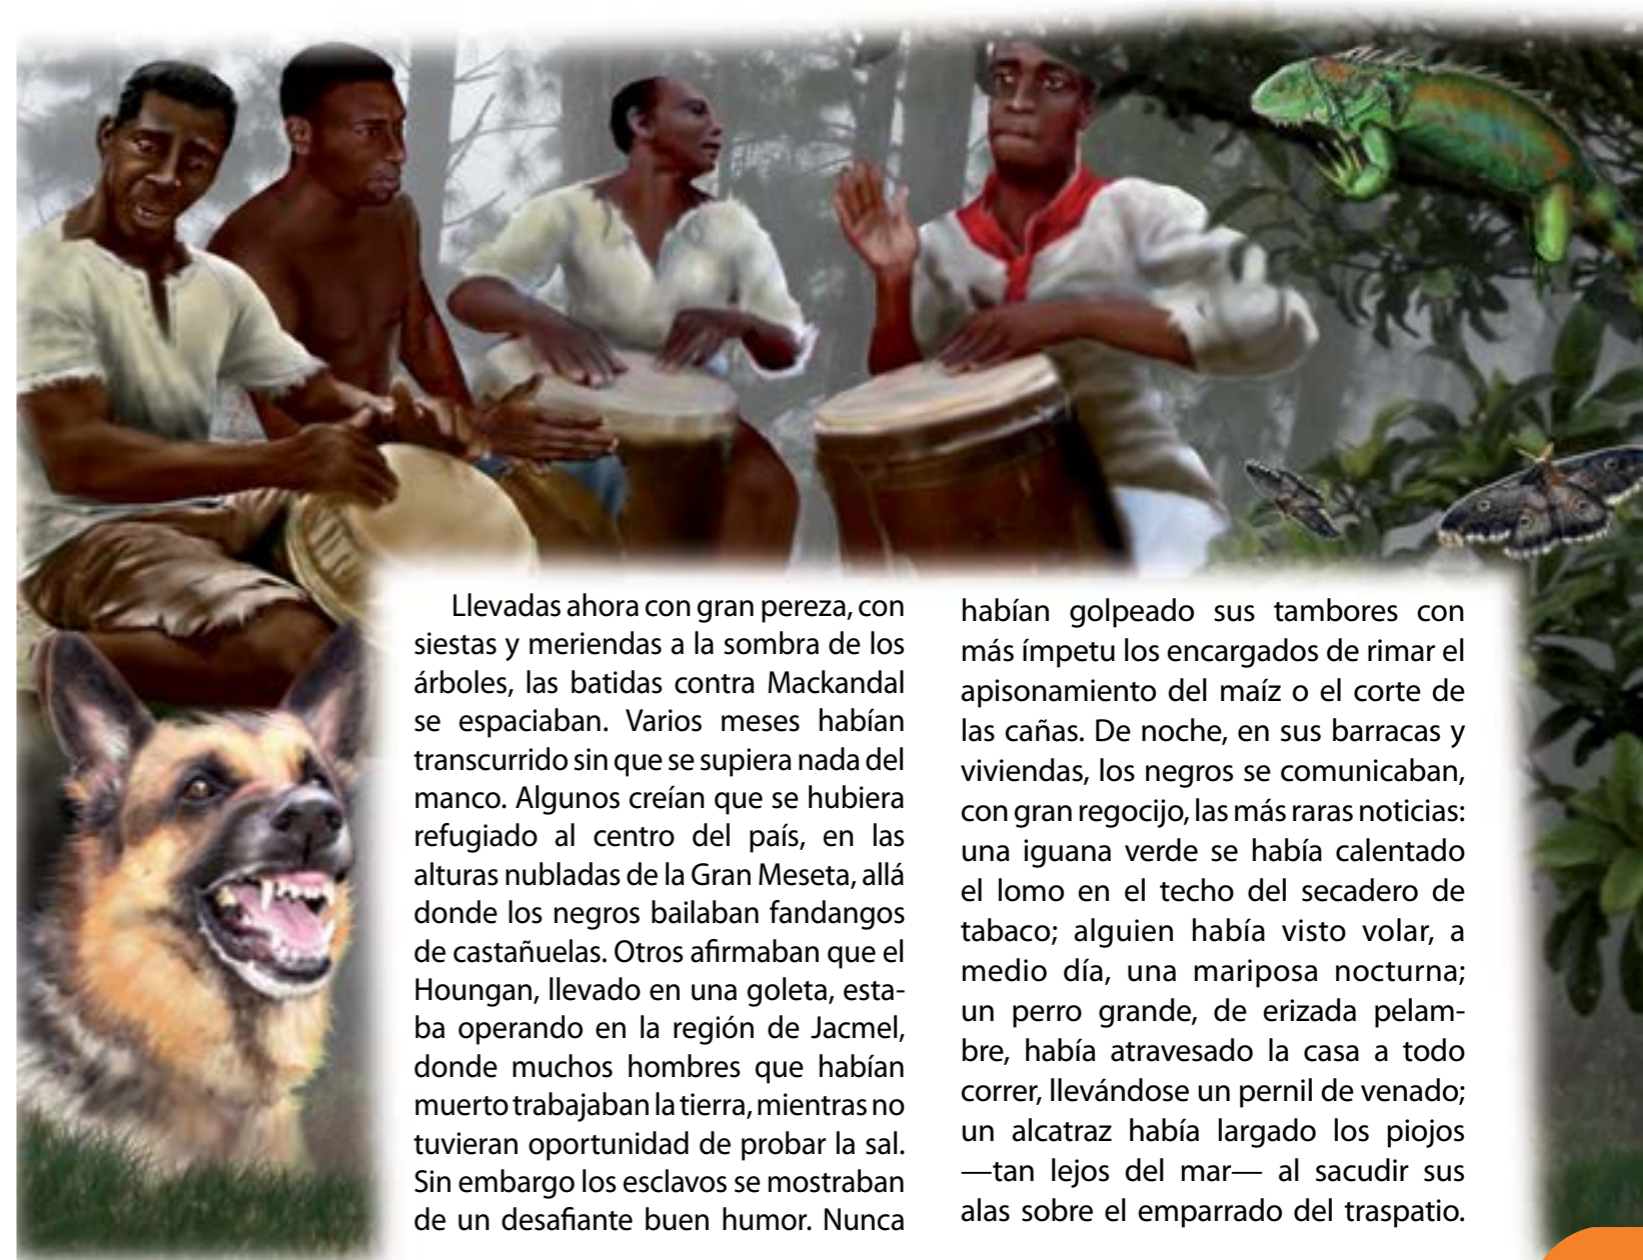 Llevadas ahora con gran pereza, con
siestas y meriendas a la sombra de los
árboles, las batidas contra Mackandal
se espaciaban. Varios meses habían
transcurrido sin que se supiera nada del
manco. Algunos creían que se hubiera
refugiado al centro del país, en las
alturas nubladas de la Gran Meseta, allá
donde los negros bailaban fandangos
de castañuelas. Otros afirmaban que el
Houngan, llevado en una goleta, esta-
ba operando en la región de Jacmel,
donde muchos hombres que habían
muerto trabajaban la tierra, mientras no
tuvieran oportunidad de probar la sal.
Sin embargo los esclavos se mostraban
de un desafiante buen humor. Nunca
habían golpeado sus tambores con
más ímpetu los encargados de rimar el
apisonamiento del maíz o el corte de
las cañas. De noche, en sus barracas y
viviendas, los negros se comunicaban,
con gran regocijo, las más raras noticias:
una iguana verde se había calentado
el lomo en el techo del secadero de
tabaco; alguien había visto volar, a
medio día, una mariposa nocturna;
un perro grande, de erizada pelam-
bre, había atravesado la casa a todo
correr, llevándose un pernil de venado;
un alcatraz había largado los piojos
—tan lejos del mar— al sacudir sus
alas sobre el emparrado del traspatio.